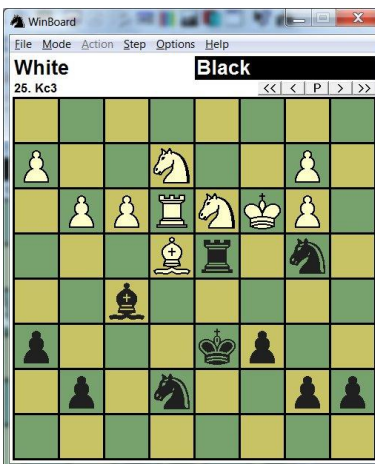 WinBoard
File Mode Action Step Options Help
White Black
25. Kc3 << < P > >>